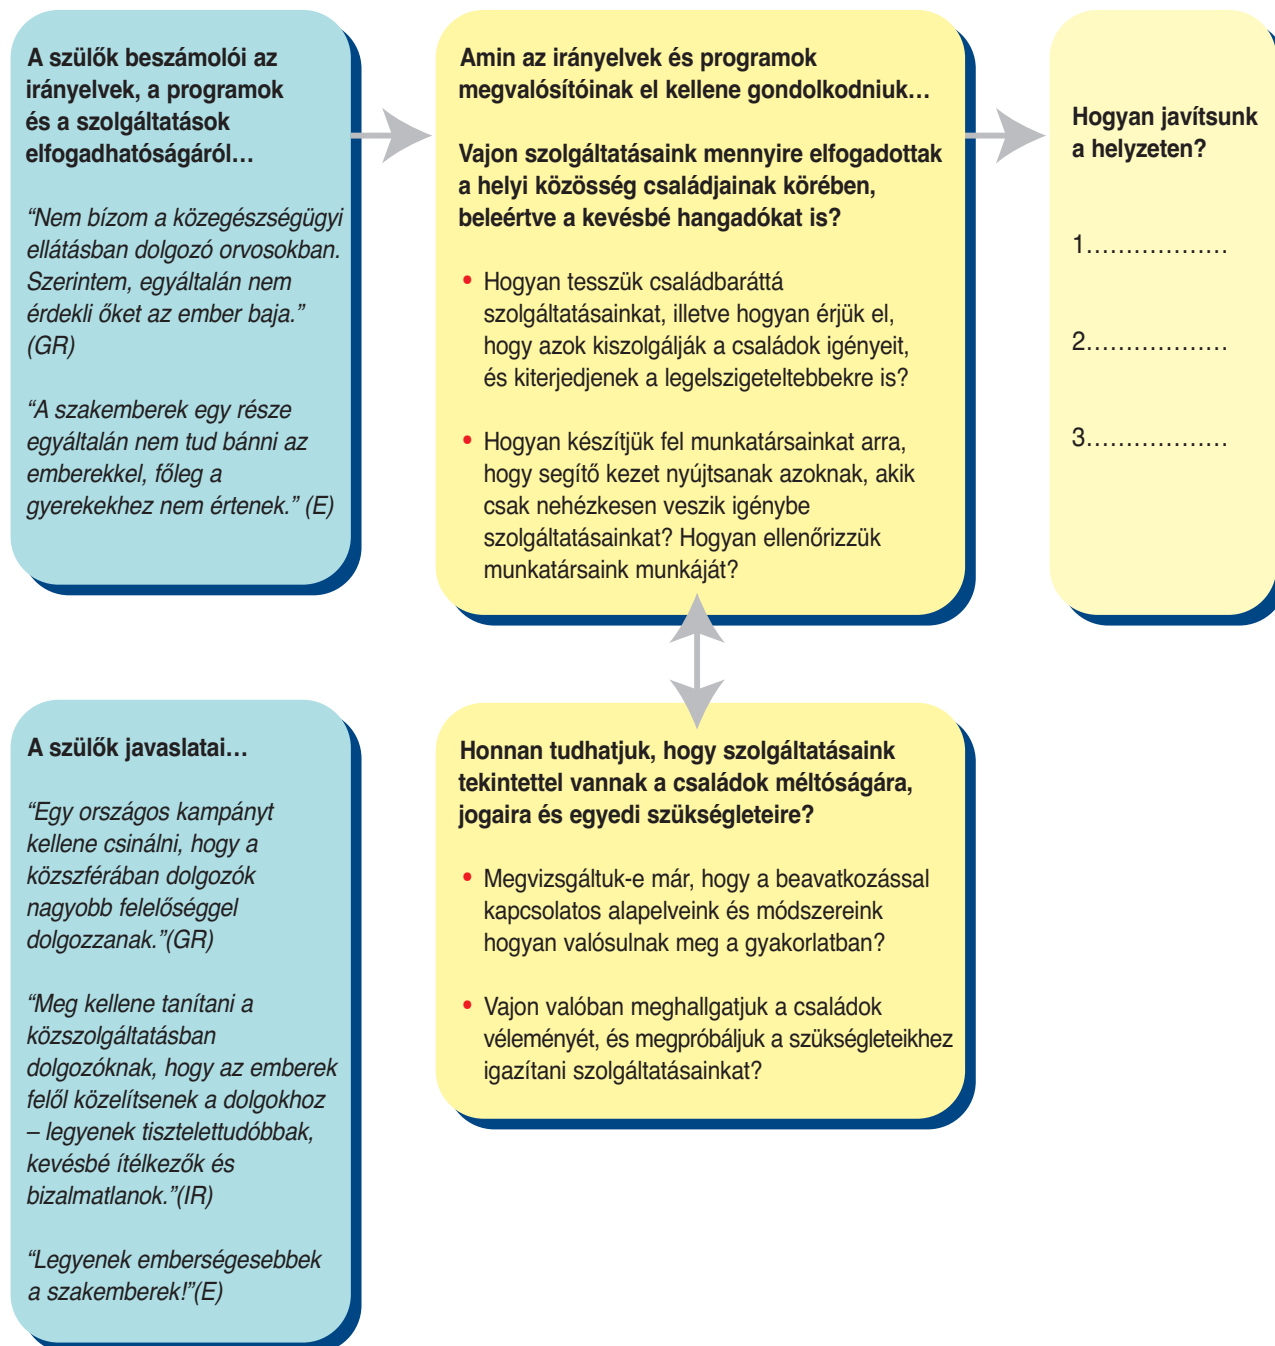 A szülők beszámolói az
irányelvek, a programok
és a szolgáltatások
elfogadhatóságáról…
“Nem bízom a közegészségügyi
ellátásban dolgozó orvosokban.
Szerintem, egyáltalán nem
érdekli őket az ember baja.”
(GR)
“A szakemberek egy része
egyáltalán nem tud bánni az
emberekkel, főleg a
gyerekekhez nem értenek.” (E)
Amin az irányelvek és programok
megvalósítóinak el kellene gondolkodniuk…
Vajon szolgáltatásaink mennyire elfogadottak
a helyi közösség családjainak körében,
beleértve a kevésbé hangadókat is?
• Hogyan tesszük családbaráttá
szolgáltatásainkat, illetve hogyan érjük el,
hogy azok kiszolgálják a családok igényeit,
és kiterjedjenek a legelszigeteltebbekre is?
• Hogyan készítjük fel munkatársainkat arra,
hogy segítő kezet nyújtsanak azoknak, akik
csak nehézkesen veszik igénybe
szolgáltatásainkat? Hogyan ellenőrizzük
munkatársaink munkáját?
Hogyan javítsunk
a helyzeten?
1………………
2………………
3………………
A szülők javaslatai…
“Egy országos kampányt
kellene csinálni, hogy a
közszférában dolgozók
nagyobb felelőséggel
dolgozzanak.”(GR)
“Meg kellene tanítani a
közszolgáltatásban
dolgozóknak, hogy az emberek
felől közelítsenek a dolgokhoz
– legyenek tisztelettudóbbak,
kevésbé ítélkezők és
bizalmatlanok.”(IR)
“Legyenek emberségesebbek
a szakemberek!”(E)
Honnan tudhatjuk, hogy szolgáltatásaink
tekintettel vannak a családok méltóságára,
jogaira és egyedi szükségleteire?
• Megvizsgáltuk-e már, hogy a beavatkozással
kapcsolatos alapelveink és módszereink
hogyan valósulnak meg a gyakorlatban?
• Vajon valóban meghallgatjuk a családok
véleményét, és megpróbáljuk a szükségleteikhez
igazítani szolgáltatásainkat?